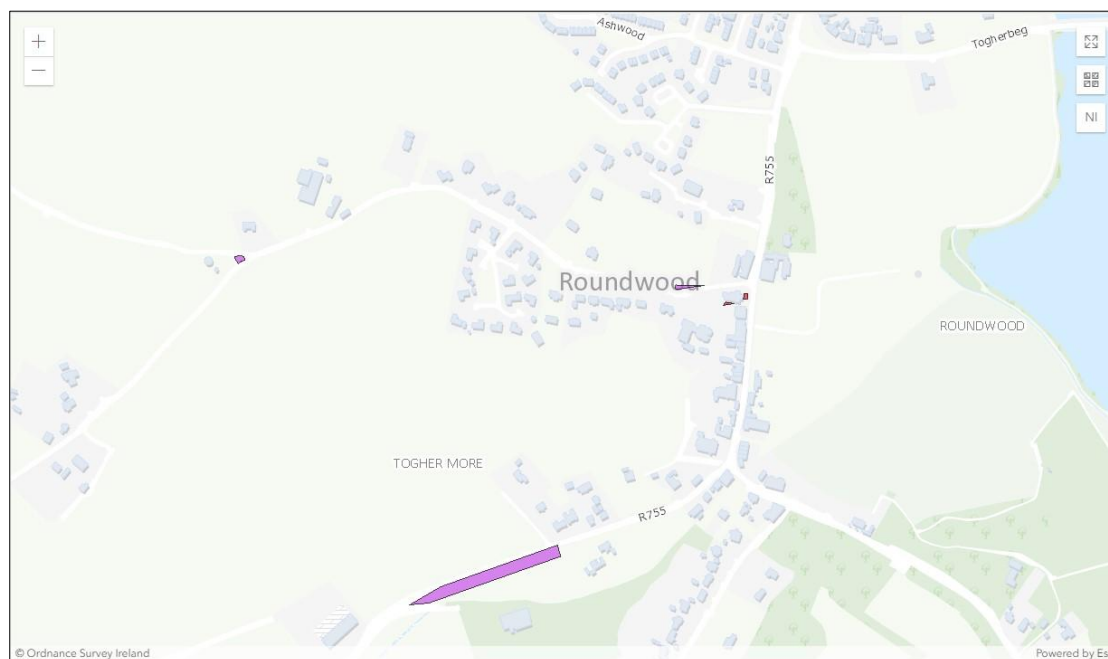 Ashwood
Togherbeg
+
−
NI
R755
Roundwood
ROUNDWOOD
TOGHER MORE
R755
© Ordnance Survey Ireland
Powered by Es